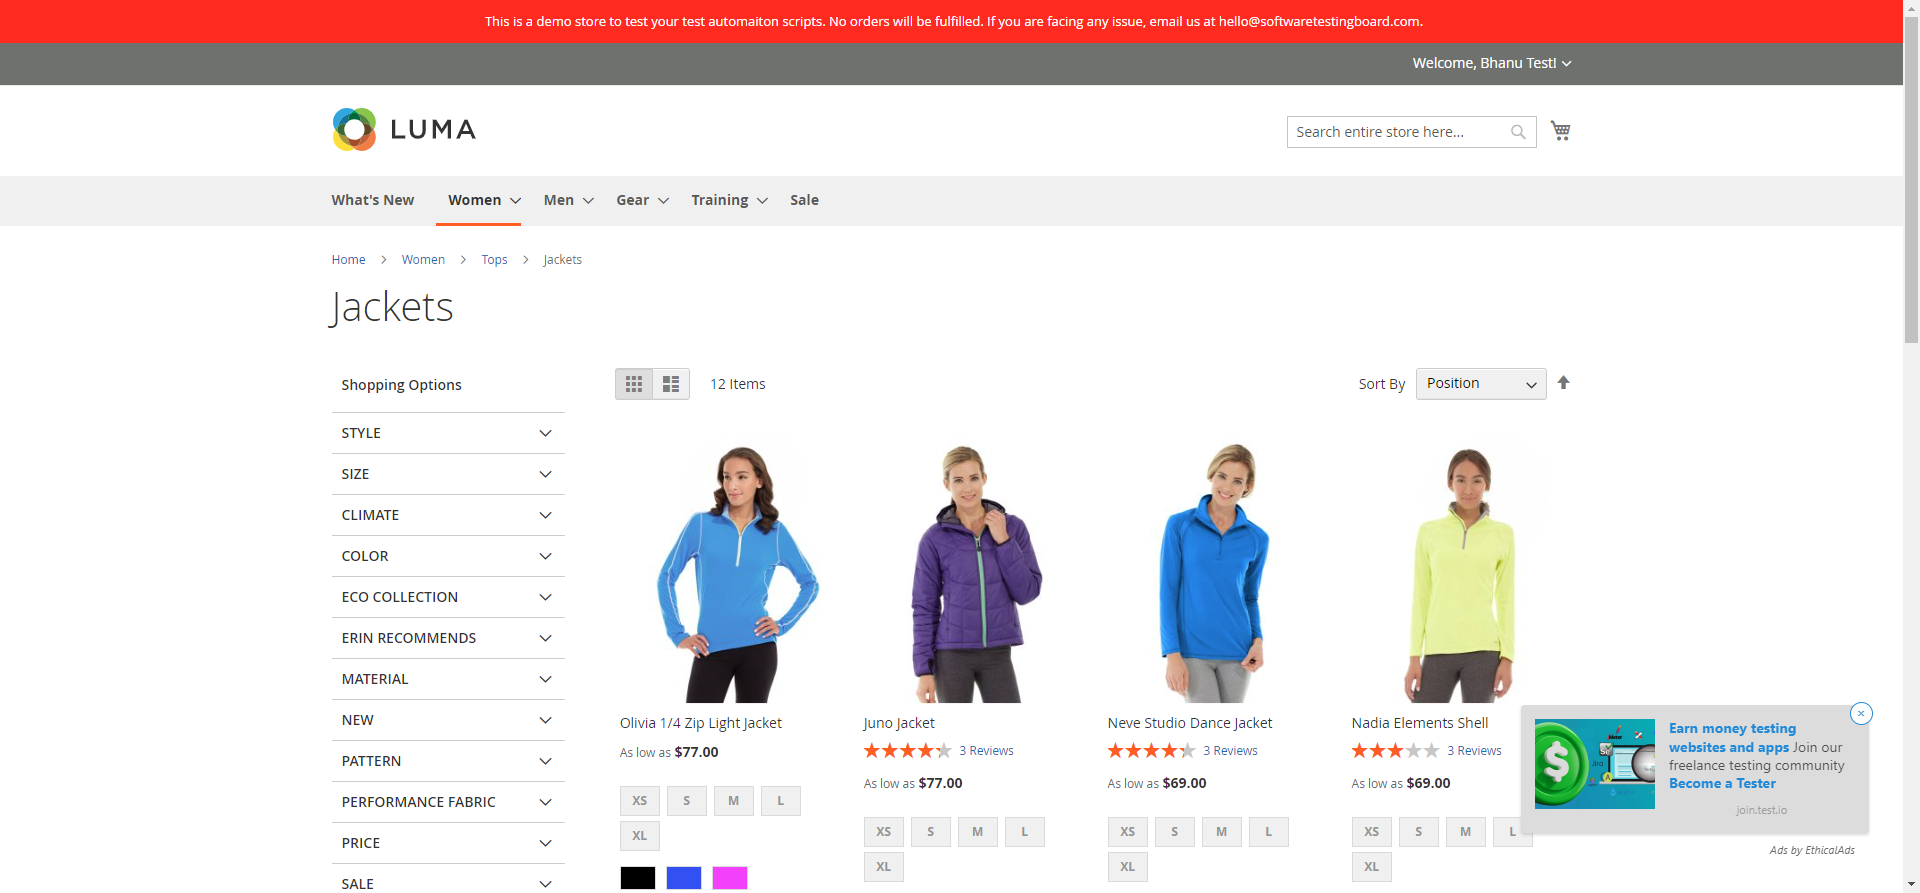 This is a demo store to test your test automaiton scripts. No orders will be fulfilled. If you are facing any issue, email us at hello@softwaretestingboard.com.
Welcome, Bhanu Test!
LUMA
Search entire store here...
What's New
Women
Men
Gear
Training
Sale
Home > Women > Tops > Jackets
Jackets
Shopping Options
STYLE
SIZE
CLIMATE
COLOR
ECO COLLECTION
ERIN RECOMMENDS
MATERIAL
NEW
PATTERN
PERFORMANCE FABRIC
PRICE
SALE
12 Items
Sort By
Position
Olivia 1/4 Zip Light Jacket
As low as $77.00
XS S M L
XL
Juno Jacket
3 Reviews
As low as $77.00
XS S M L
XL
Neve Studio Dance Jacket
3 Reviews
As low as $69.00
XS S M L
XL
Nadia Elements Shell
3 Reviews
As low as $69.00
XS S M L
XL
Earn money testing
websites and apps Join our
freelance testing community
Become a Tester
join.test.io
Ads by EthicalAds